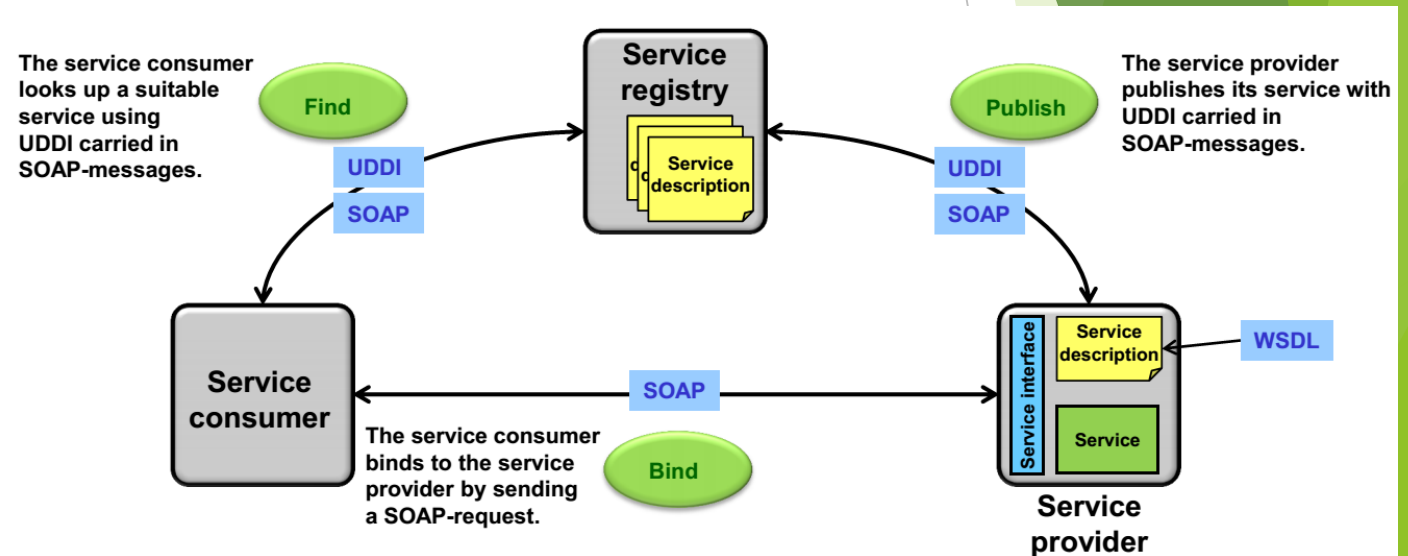 The service consumer
looks up a suitable
service using
UDDI carried in
SOAP-messages.
Find
Service
registry
Service
description
Publish
The service provider
publishes its service with
UDDI carried in
SOAP-messages.
UDDI
SOAP
UDDI
SOAP
Service
consumer
SOAP
The service consumer
binds to the service
provider by sending
a SOAP-request.
Bind
Service interface
Service
description
Service
WSDL
Service
provider